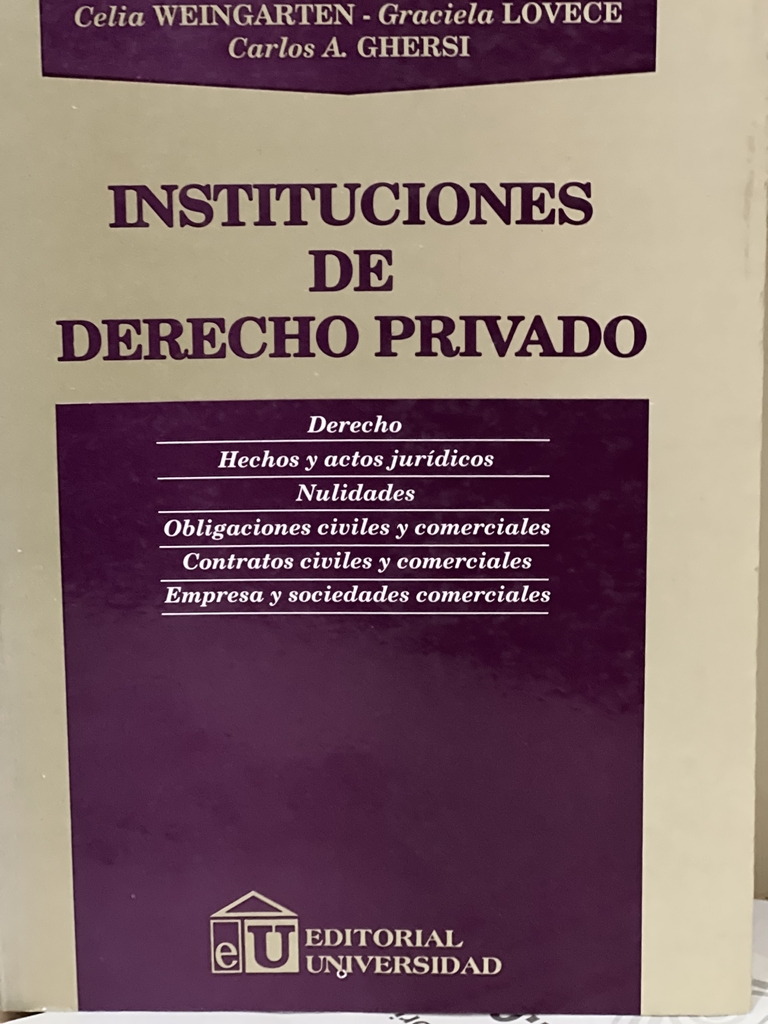 Celia WEINGARTEN - Graciela LOVECE
Carlos A. GHERSI
INSTITUCIONES
DE
DERECHO PRIVADO
Derecho
Hechos y actos jurídicos
Nulidades
Obligaciones civiles y comerciales
Contratos civiles y comerciales
Empresa y sociedades comerciales
eU EDITORIAL
UNIVERSIDAD